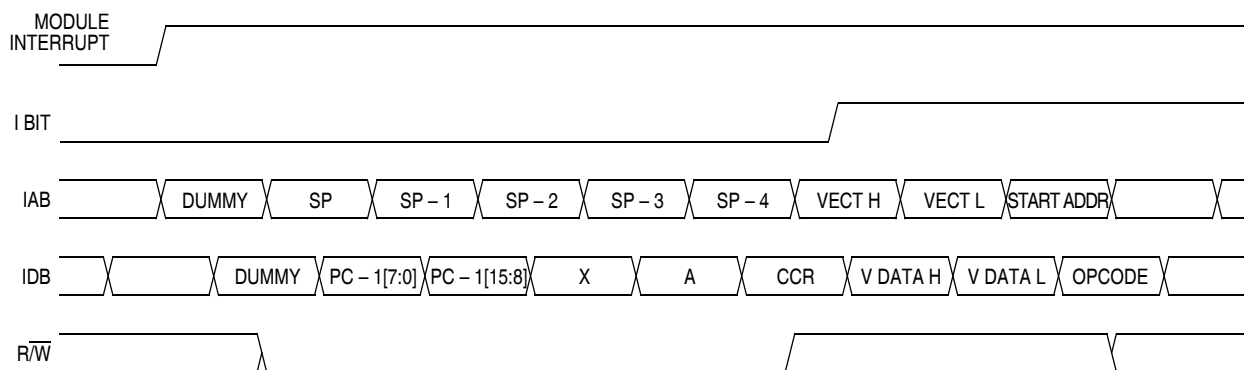 MODULE
INTERRUPT
I BIT
IAB DUMMY SP SP – 1 SP – 2 SP – 3 SP – 4 VECT H VECT L START ADDR
IDB DUMMY PC – 1[7:0] PC – 1[15:8] X A CCR V DATA H V DATA L OPCODE
R/W